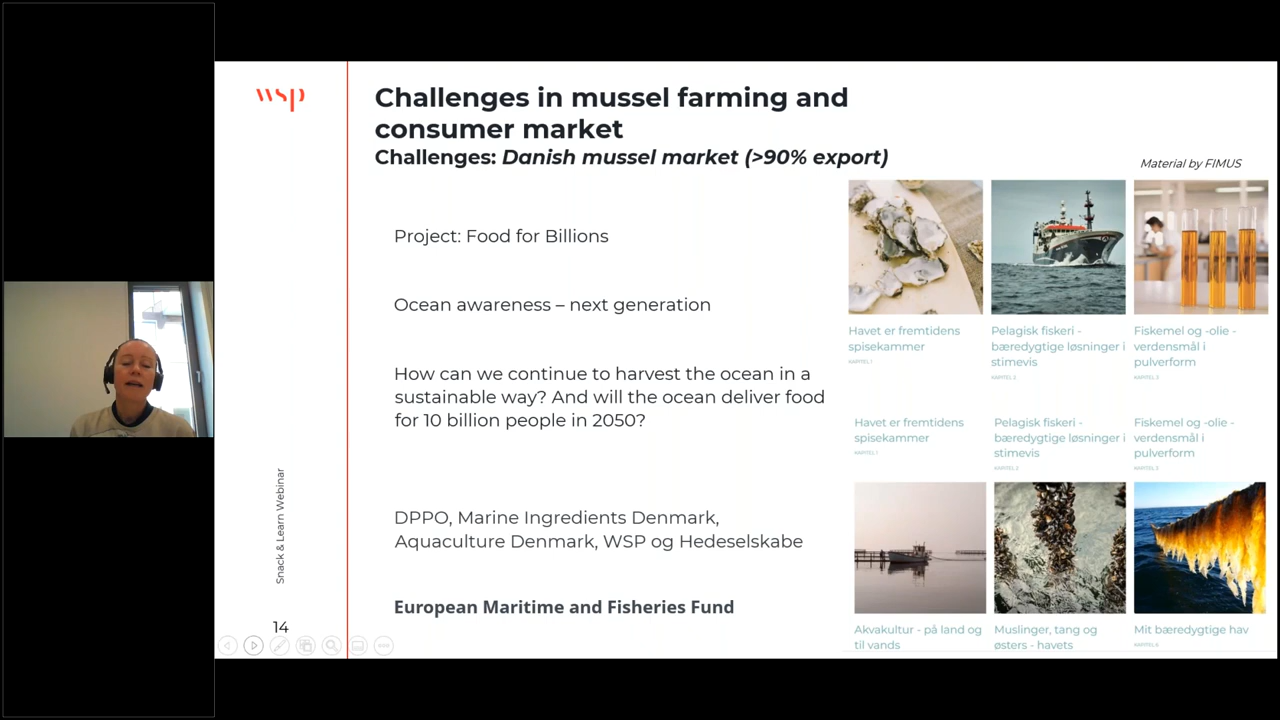 wsp
Challenges in mussel farming and
consumer market
Challenges: Danish mussel market (>90% export)
Material by FIMUS
Project: Food for Billions
Ocean awareness – next generation
How can we continue to harvest the ocean in a
sustainable way? And will the ocean deliver food
for 10 billion people in 2050?
DPPO, Marine Ingredients Denmark,
Aquaculture Denmark, WSP og Hedeselskabe
European Maritime and Fisheries Fund
Havet er fremtidens
spisekammer
KAPITEL 1
Pelagisk fiskeri -
bæredygtige løsninger i
stimevis
KAPITEL 2
Fiskemel og -olie -
verdensmål i
pulverform
KAPITEL 3
Havet er fremtidens
spisekammer
KAPITEL 1
Pelagisk fiskeri -
bæredygtige løsninger i
stimevis
KAPITEL 2
Fiskemel og -olie -
verdensmål i
pulverform
KAPITEL 3
Akvakultur - på land og
til vands
Muslinger, tang og
østers - havets
Mit bæredygtige hav
KAPITEL 6
Snack & Learn Webinar
14